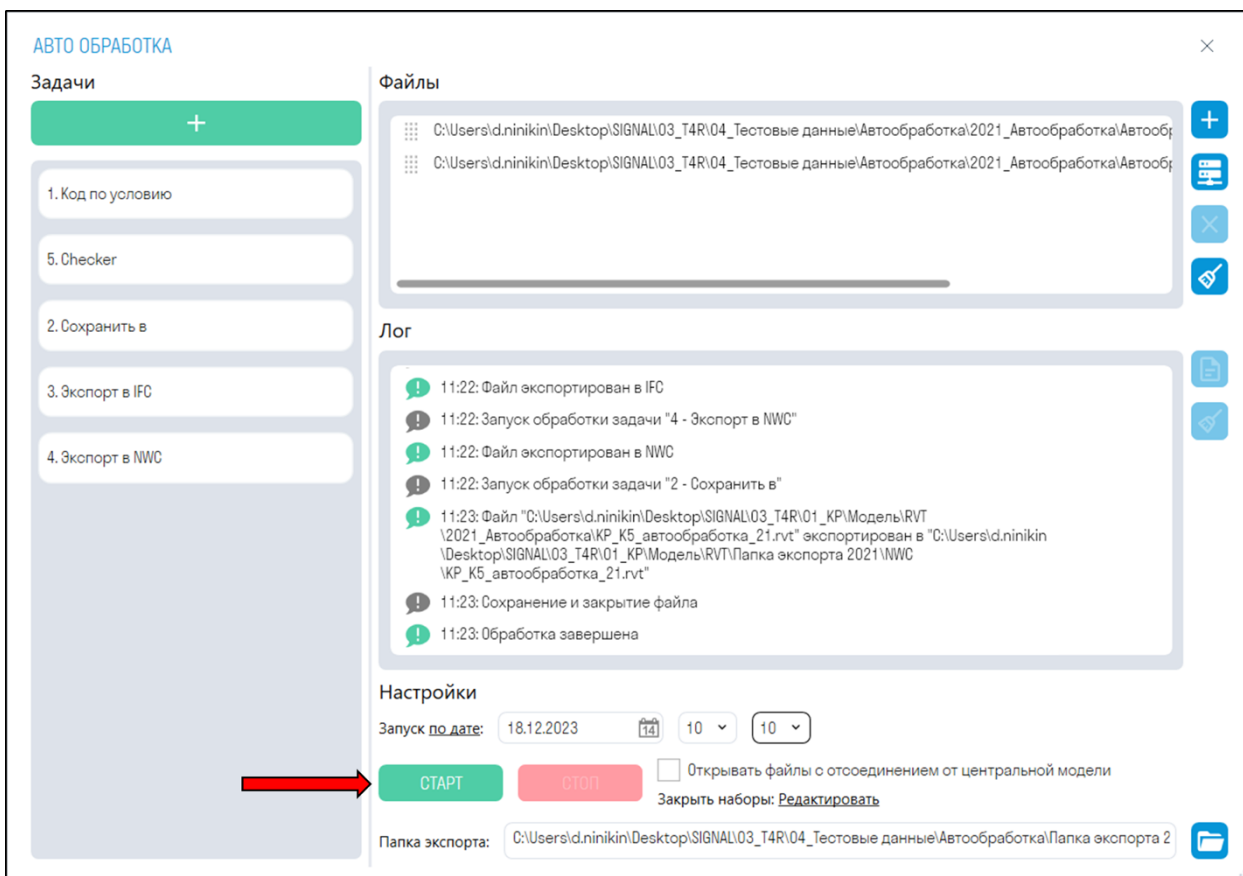 АВТО ОБРАБОТКА
Задачи
+
1. Код по условию
5. Checker
2. Сохранить в
3. Экспорт в IFC
4. Экспорт в NWC
Файлы
C:\Users\d.ninikin\Desktop\SIGNAL\03_T4R\04_Тестовые данные\Автообработка\2021_Автообработка\Автообр
C:\Users\d.ninikin\Desktop\SIGNAL\03_T4R\04_Тестовые данные\Автообработка\2021_Автообработка\Автообр
Лог
11:22: Файл экспортирован в IFC
11:22: Запуск обработки задачи "4 - Экспорт в NWC"
11:22: Файл экспортирован в NWC
11:22: Запуск обработки задачи "2 - Сохранить в"
11:23: Файл "C:\Users\d.ninikin\Desktop\SIGNAL\03_T4R\01_KP\Модель\RVT
\2021_Автообработка\KP_K5_автообработка_21.rvt" экспортирован в "C:\Users\d.ninikin
\Desktop\SIGNAL\03_T4R\01_KP\Модель\RVT\Папка экспорта 2021\NWC
\KP_K5_автообработка_21.rvt"
11:23: Сохранение и закрытие файла
11:23: Обработка завершена
Настройки
Запуск по дате: 18.12.2023 14 10 10
СТАРТ СТОП Открывать файлы с отсоединением от центральной модели
Закрыть наборы: Редактировать
Папка экспорта: C:\Users\d.ninikin\Desktop\SIGNAL\03_T4R\04_Тестовые данные\Автообработка\Папка экспорта 2